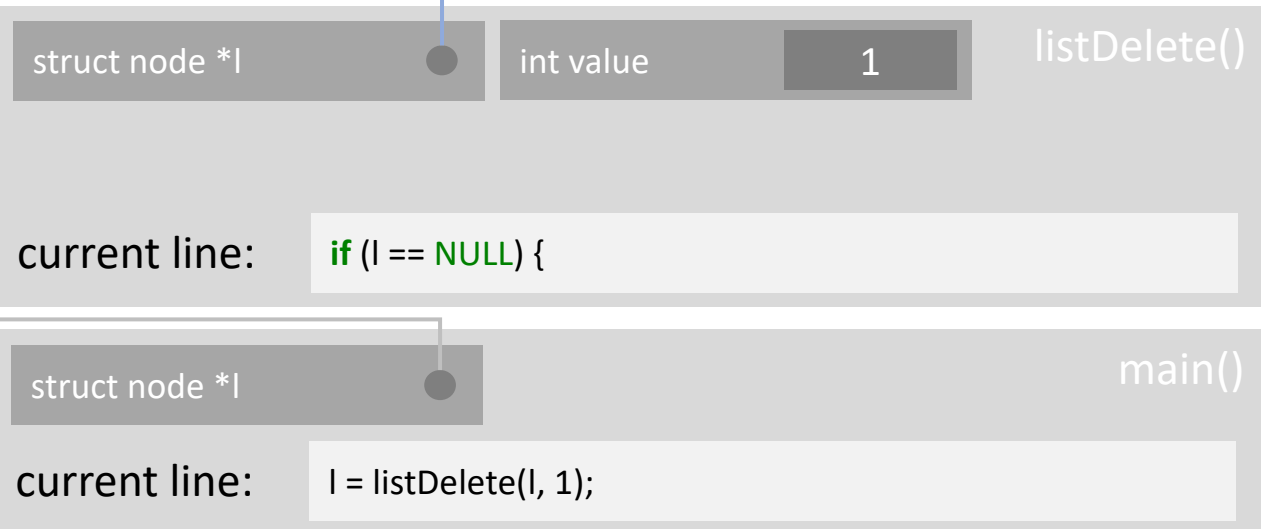 listDelete()
struct node *l
int value
1
current line:
if (l == NULL) {
main()
struct node *l
current line:
l = listDelete(l, 1);